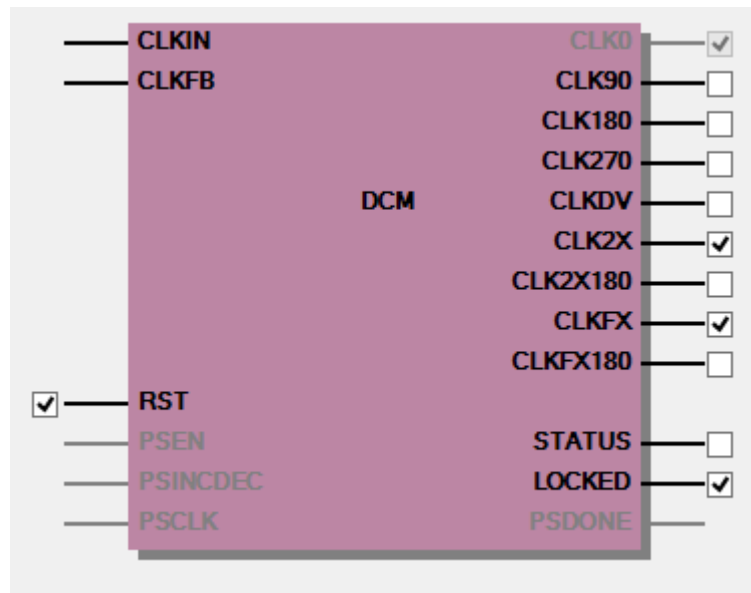 CLKIN CLK0
CLKFB CLK90
CLK180
CLK270
DCM CLKDV
CLK2X
CLK2X180
CLKFX
CLKFX180
RST
PSEN STATUS
PSINCDEC LOCKED
PSCLK PSDONE